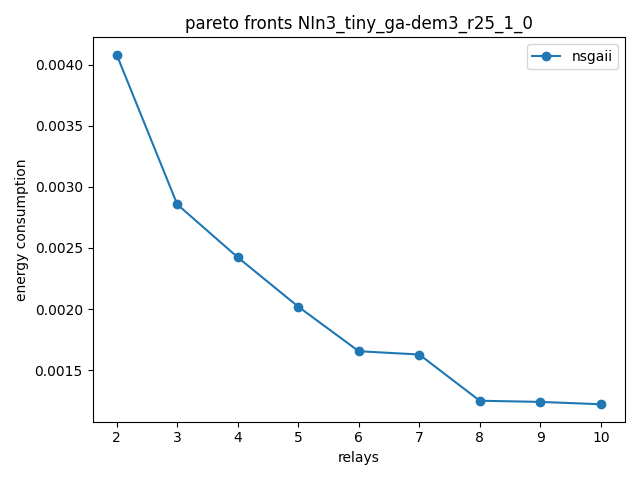 pareto fronts NIn3_tiny_ga-dem3_r25_1_0
nsgaii
energy consumption
0.0040
0.0035
0.0030
0.0025
0.0020
0.0015
2 3 4 5 6 7 8 9 10
relays